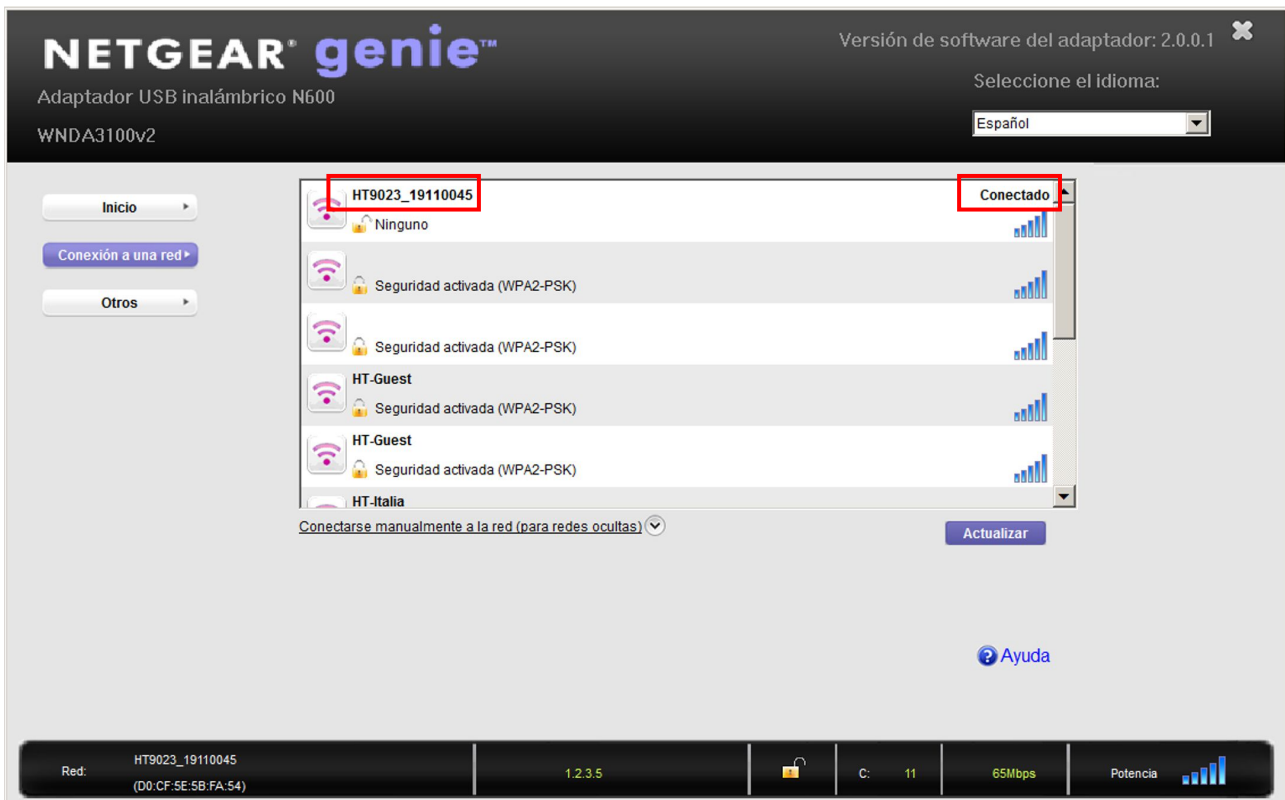 NETGEAR® genie™
Versión de software del adaptador: 2.0.0.1
Seleccione el idioma:
Adaptador USB inalámbrico N600
Español
WNDA3100v2
Inicio
Conexión a una red
Otros
HT9023_19110045
Conectado
Ninguno
Seguridad activada (WPA2-PSK)
Seguridad activada (WPA2-PSK)
HT-Guest
Seguridad activada (WPA2-PSK)
HT-Guest
Seguridad activada (WPA2-PSK)
HT-Italia
Conectarse manualmente a la red (para redes ocultas)
Actualizar
Ayuda
Red:
HT9023_19110045
(D0:CF:5E:5B:FA:54)
1.2.3.5
C: 11
65Mbps
Potencia